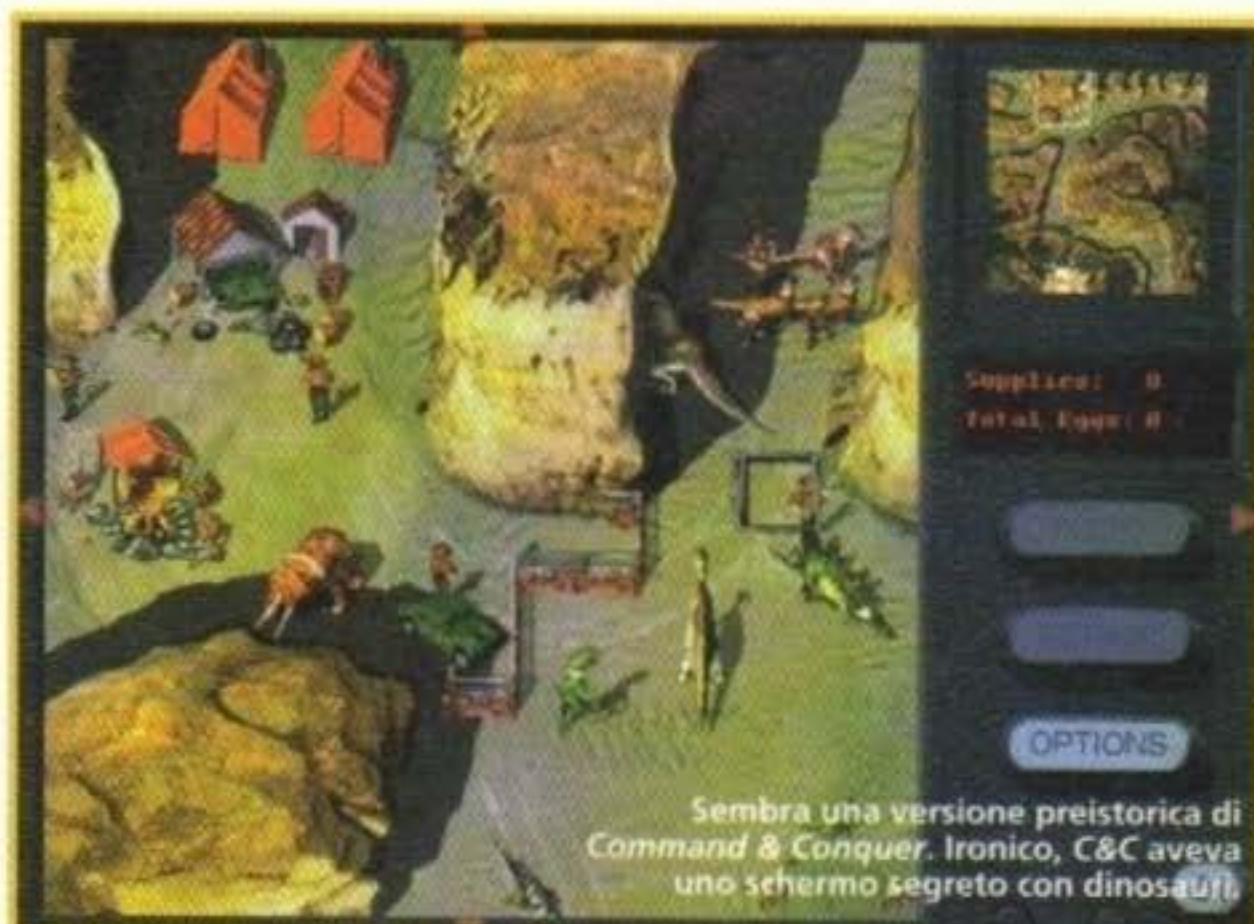 Supplies: 0
Total Eggs: 0
OPTIONS
Sembra una versione preistorica di
Command & Conquer. Ironico, C&C aveva
uno schermo segreto con dinosauri.